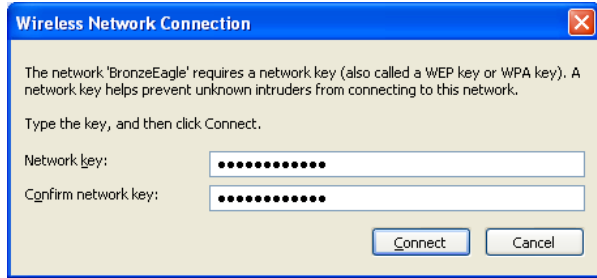 Wireless Network Connection
The network 'BronzeEagle' requires a network key (also called a WEP key or WPA key). A
network key helps prevent unknown intruders from connecting to this network.
Type the key, and then click Connect.
Network key: ••••••••••••
Confirm network key: ••••••••••••
Connect Cancel